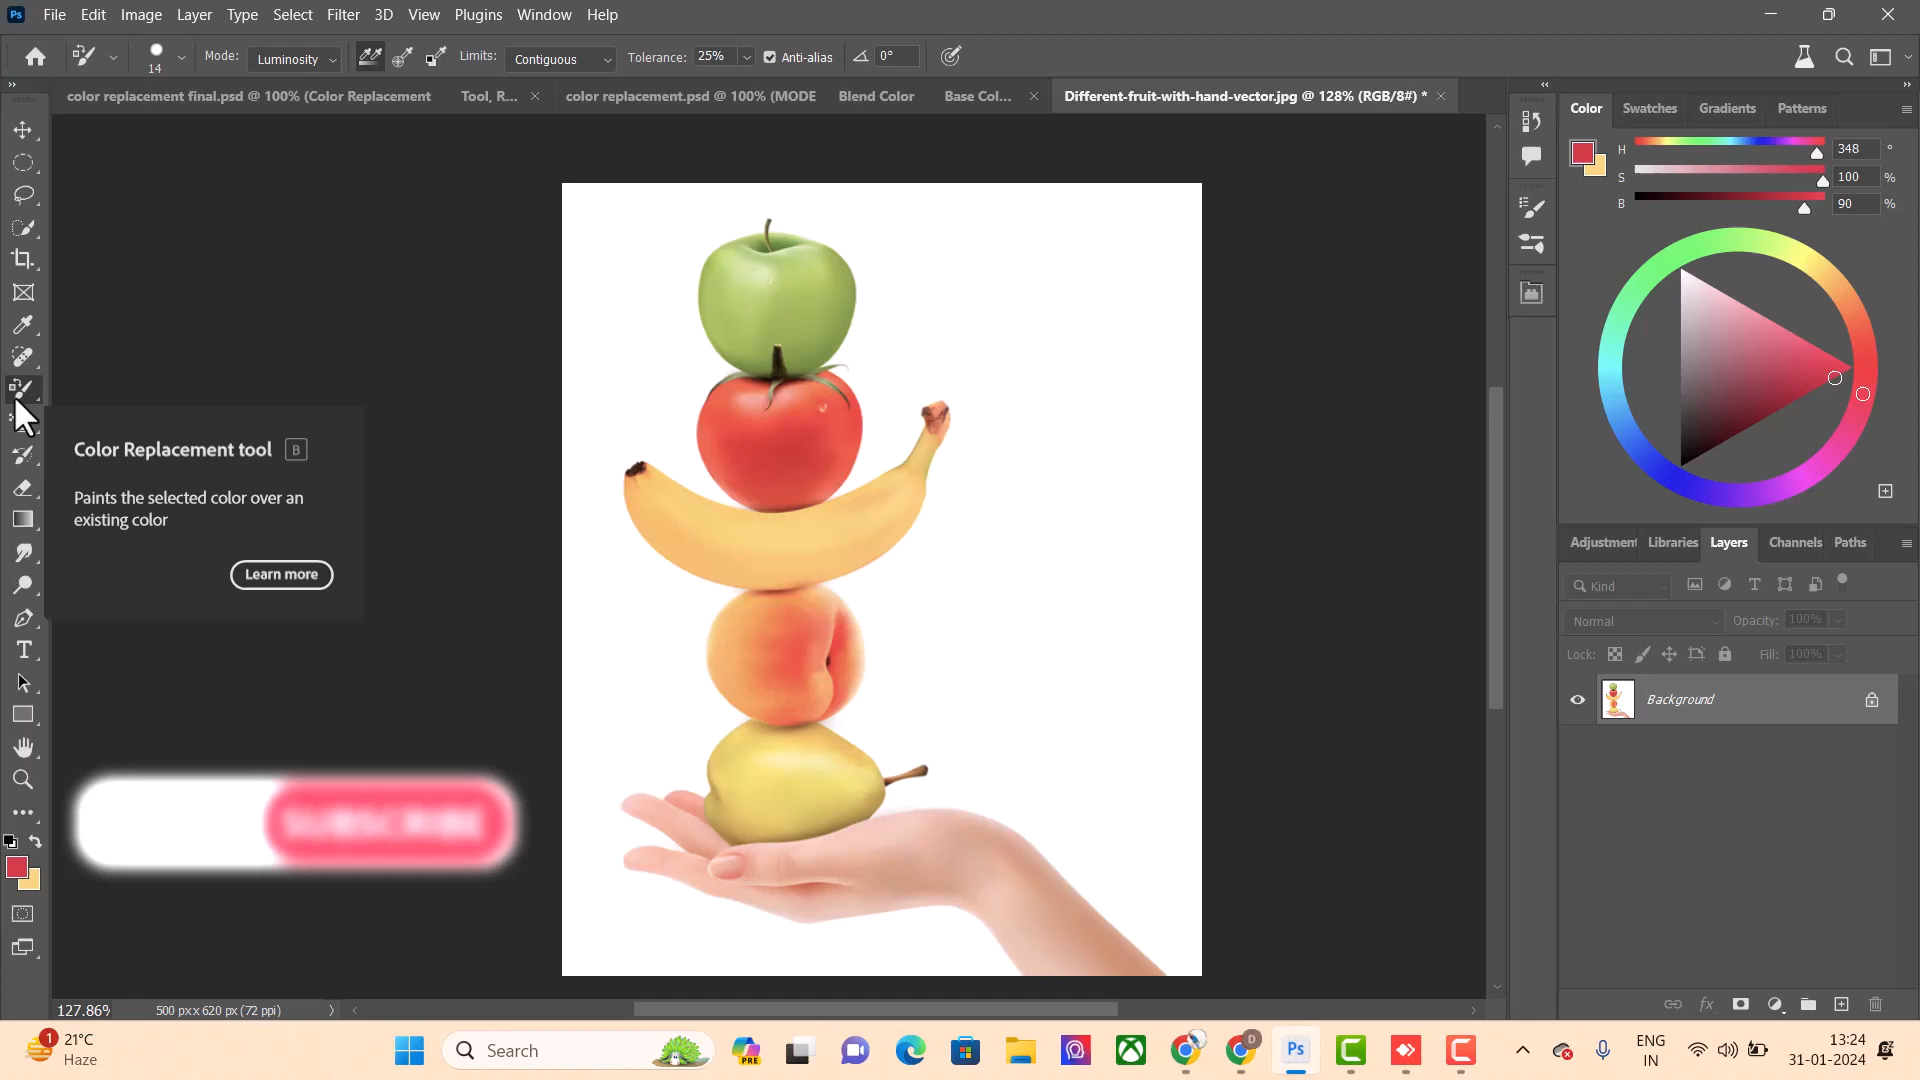 Ps File Edit Image Layer Type Select Filter 3D View Plugins Window Help
14 Mode: Luminosity Limits: Contiguous Tolerance: 25% Anti-alias 0°
color replacement final.psd @ 100% (Color Replacement Tool, R... color replacement.psd @ 100% (MODE Blend Color Base Col... Different-fruit-with-hand-vector.jpg @ 128% (RGB/8#) *
Color Swatches Gradients Patterns
H 348 °
S 100 %
B 90 %
Color Replacement tool B
Paints the selected color over an
existing color
Learn more
Adjustment Libraries Layers Channels Paths
Kind
Normal Opacity: 100%
Lock: Fill: 100%
Background
SUBSCRIBE
127.86% 500 px x 620 px (72 ppi)
1 21°C
Haze
Search
PRE
D
Ps
ENG
IN
13:24
31-01-2024